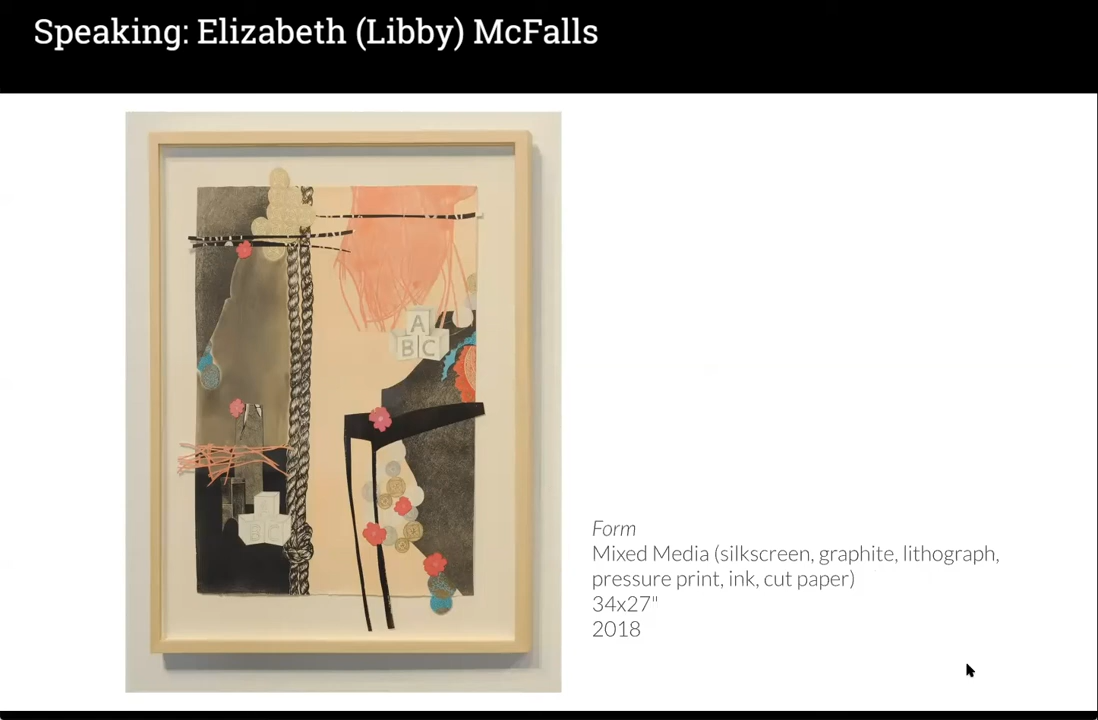 Speaking: Elizabeth (Libby) McFalls
A
B C
B C
Form
Mixed Media (silkscreen, graphite, lithograph,
pressure print, ink, cut paper)
34x27"
2018